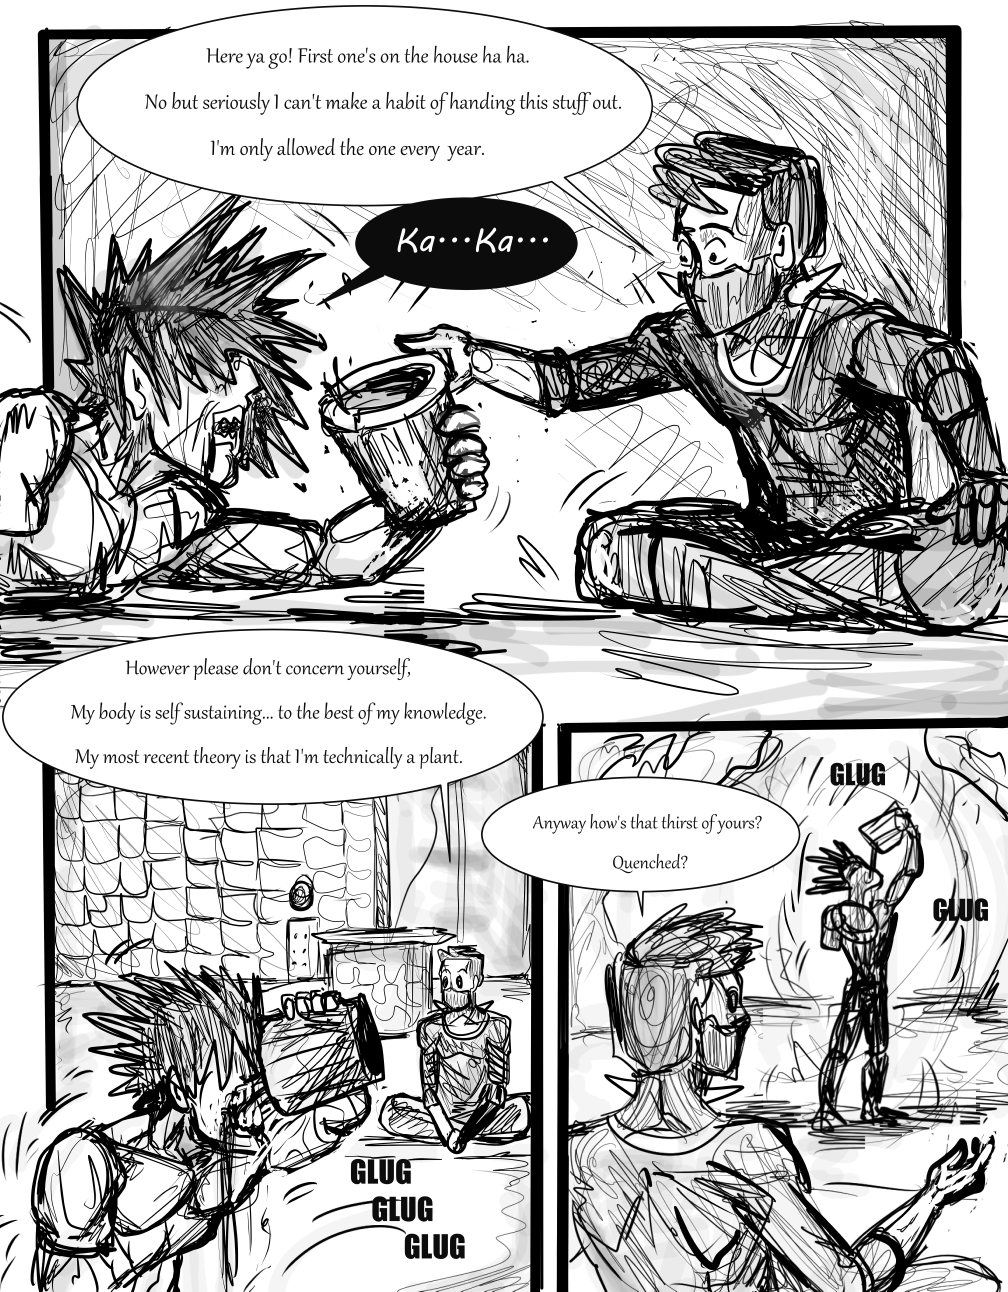 Here ya go! First one's on the house ha ha.
No but seriously I can't make a habit of handing this stuff out.
I'm only allowed the one every year.
Ka...Ka...
However please don't concern yourself,
My body is self sustaining... to the best of my knowledge.
My most recent theory is that I'm technically a plant.
GLUG
GLUG
GLUG
Anyway how's that thirst of yours?
Quenched?
GLUG
GLUG